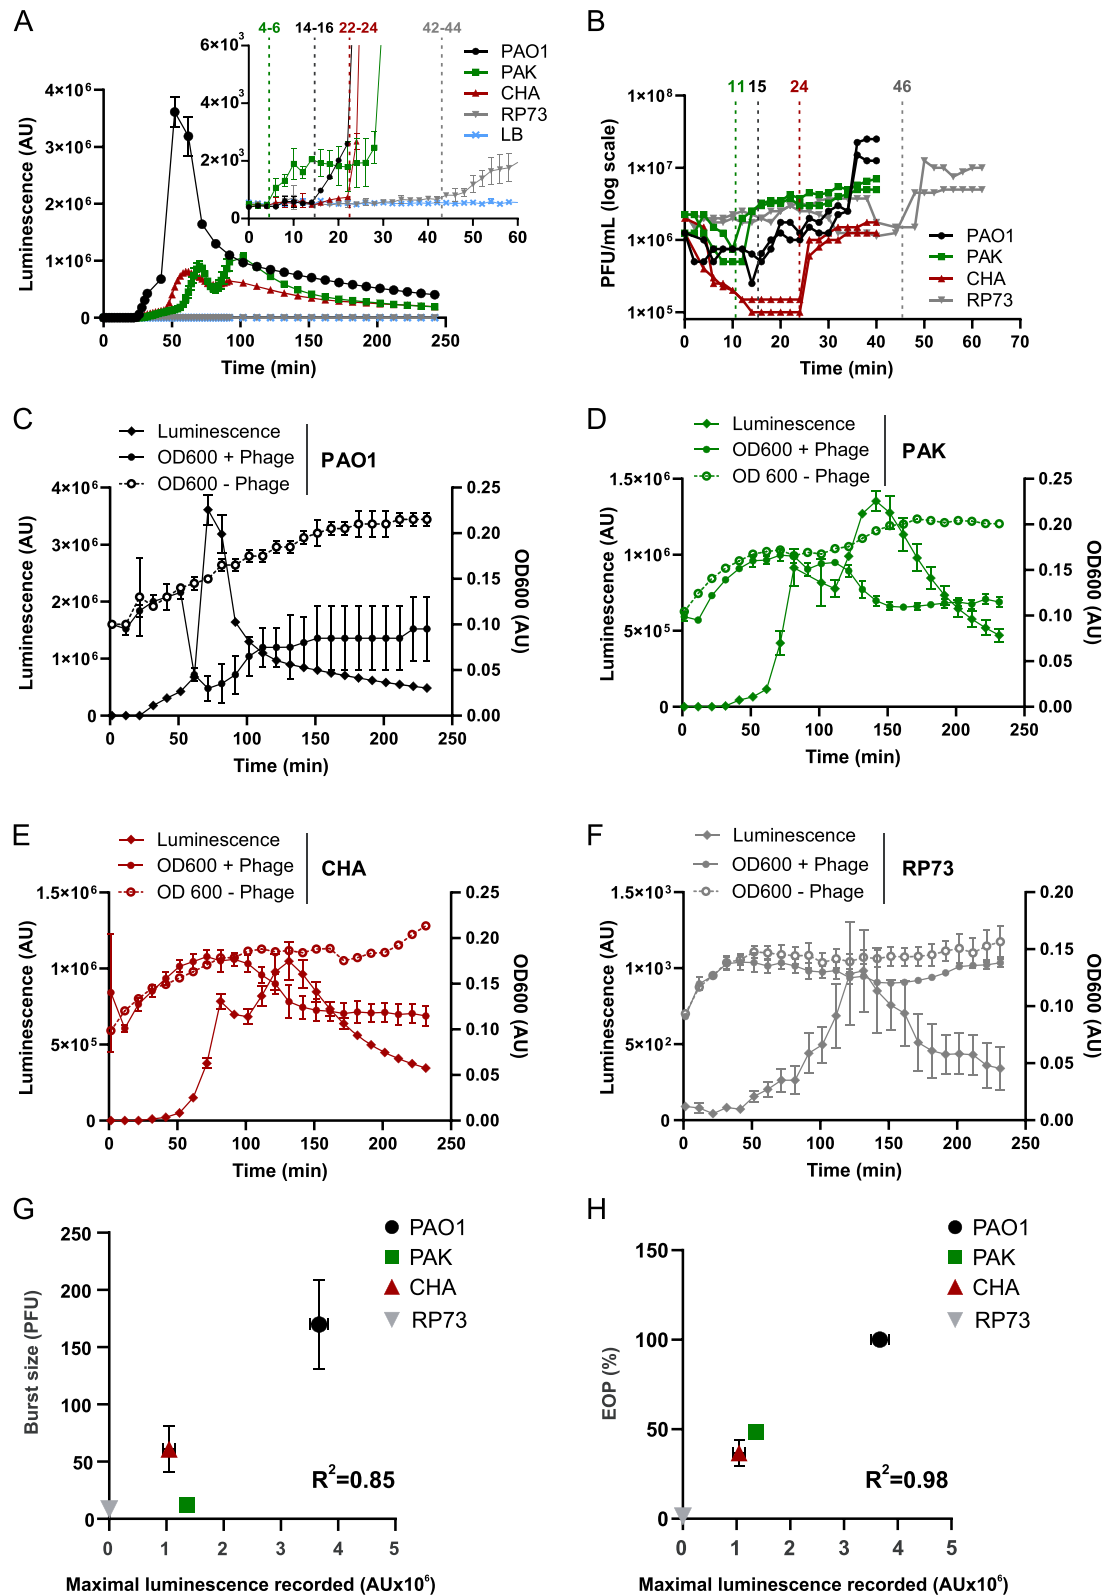 A
4-6
14-16
22-24
42-44
6×10³
4×10³
2×10³
0
0
10
20
30
40
50
60
PAO1
PAK
CHA
RP73
LB
Luminescence (AU)
4×10⁶
3×10⁶
2×10⁶
1×10⁶
0
0
50
100
150
200
250
Time (min)
B
11
15
24
46
PFU/mL (log scale)
1×10⁸
1×10⁷
1×10⁶
1×10⁵
PAO1
PAK
CHA
RP73
0
10
20
30
40
50
60
70
Time (min)
C
Luminescence
OD600 + Phage
OD600 - Phage
PAO1
Luminescence (AU)
4×10⁶
3×10⁶
2×10⁶
1×10⁶
0
0.25
0.20
0.15
0.10
0.05
0.00
OD600 (AU)
0
50
100
150
200
250
Time (min)
D
Luminescence
OD600 + Phage
OD 600 - Phage
PAK
Luminescence (AU)
1.5×10⁶
1×10⁶
5×10⁵
0
0.25
0.20
0.15
0.10
0.05
0.00
OD600 (AU)
0
50
100
150
200
250
Time (min)
E
Luminescence
OD600 + Phage
OD 600 - Phage
CHA
Luminescence (AU)
1.5×10⁶
1×10⁶
5×10⁵
0
0.25
0.20
0.15
0.10
0.05
0.00
OD600 (AU)
0
50
100
150
200
250
Time (min)
F
Luminescence
OD600 + Phage
OD600 - Phage
RP73
Luminescence (AU)
1.5×10³
1×10³
5×10²
0
0.20
0.15
0.10
0.05
0.00
OD600 (AU)
0
50
100
150
200
250
Time (min)
G
PAO1
PAK
CHA
RP73
Burst size (PFU)
250
200
150
100
50
0
R²=0.85
0
1
2
3
4
5
Maximal luminescence recorded (AUx10⁶)
H
PAO1
PAK
CHA
RP73
EOP (%)
150
100
50
0
R²=0.98
0
1
2
3
4
5
Maximal luminescence recorded (AUx10⁶)